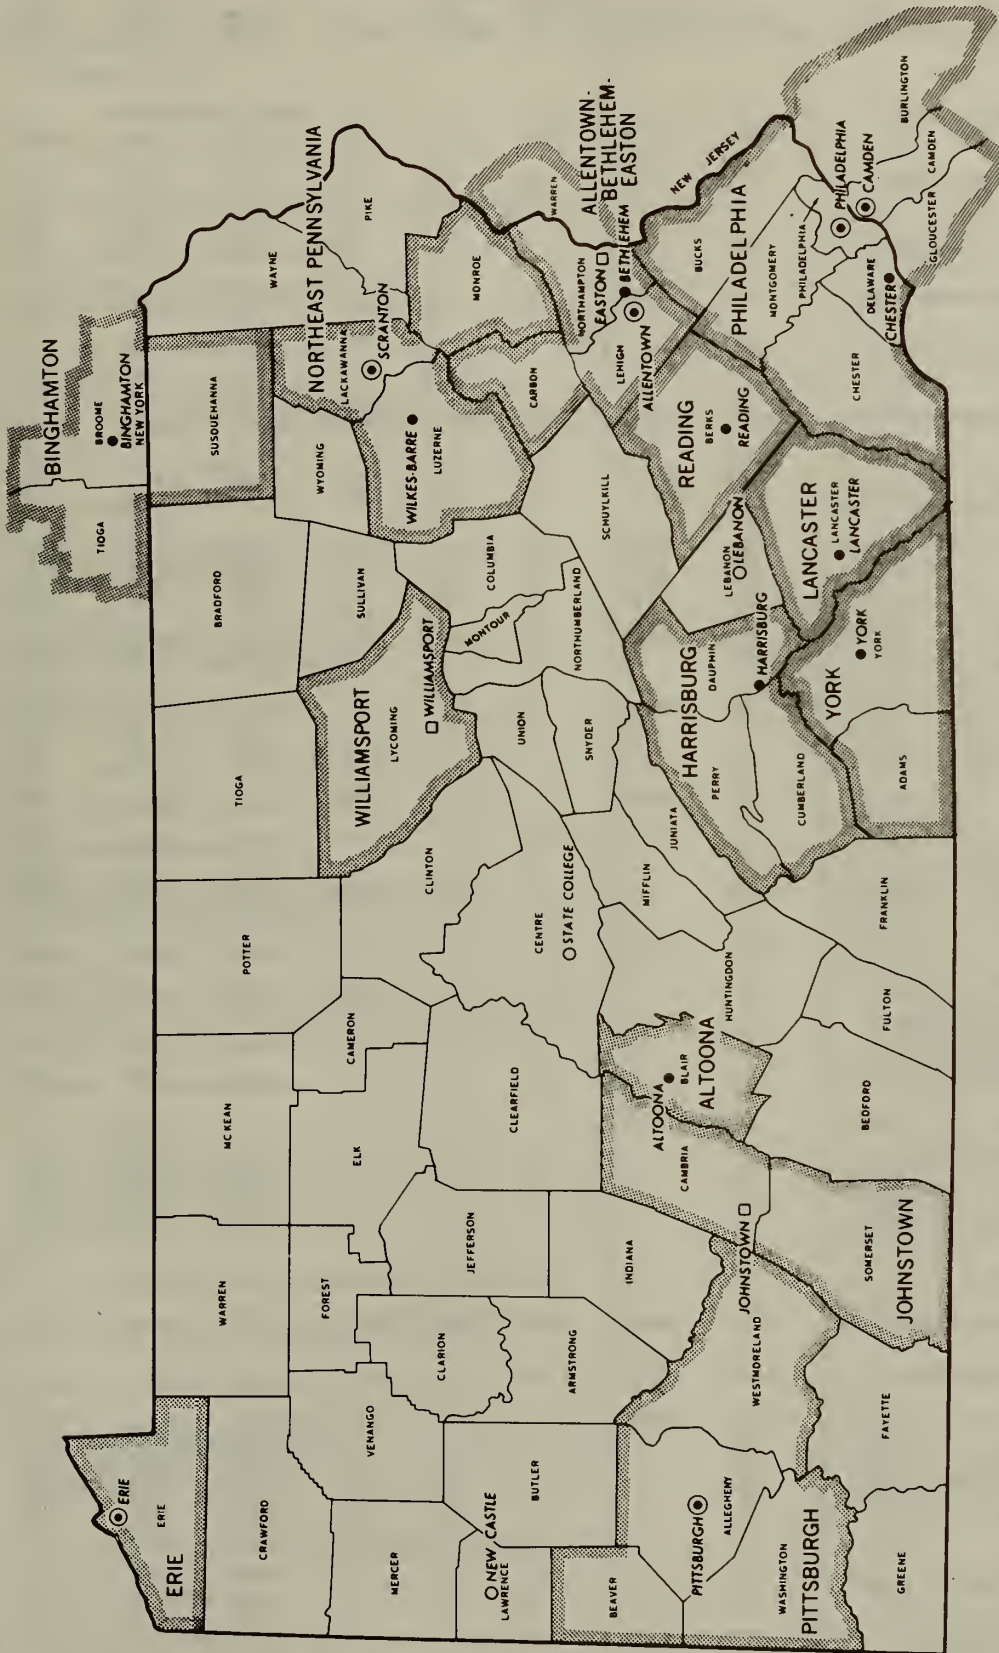 BINGHAMTON
TIOGA
BROOME
BINGHAMTON
NEW YORK
ERIE
ERIE
ERIE
CRAWFORD
WARREN
MC KEAN
POTTER
TIOGA
BRADFORD
SUSQUEHANNA
WAYNE
NORTHEAST PENNSYLVANIA
PIKE
LACKAWANNA
SCRANTON
WYOMING
SULLIVAN
WILLIAMSPORT
LYCOMING
WILLIAMSPORT
WILKES-BARRE
LUZERNE
MONROE
MERCER
VENANGO
FOREST
ELK
CAMERON
CLINTON
COLUMBIA
MONTOUR
CARBON
WARREN
ALLENTOWN-
BETHLEHEM-
EASTON
NORTHAMPTON
EASTON
BETHLEHEM
LEHIGH
ALLENTOWN
NEW JERSEY
NEW CASTLE
LAWRENCE
BUTLER
CLARION
JEFFERSON
CLEARFIELD
CENTRE
STATE COLLEGE
UNION
SNYDER
NORTHUMBERLAND
SCHUYLKILL
ARMSTRONG
INDIANA
BEAVER
PITTSBURGH
ALLEGHENY
WASHINGTON
PITTSBURGH
WESTMORELAND
JOHNSTOWN
CAMBRIA
ALTOONA
BLAIR
ALTOONA
HUNTINGDON
MIFFLIN
JUNIATA
HARRISBURG
PERRY
DAUPHIN
HARRISBURG
CUMBERLAND
LEBANON
LEBANON
READING
BERKS
READING
BUCKS
PHILADELPHIA
MONTGOMERY
PHILADELPHIA
PHILADELPHIA
CAMDEN
BURLINGTON
CAMDEN
GLOUCESTER
DELAWARE
CHESTER
CHESTER
LANCASTER
LANCASTER
LANCASTER
YORK
YORK
YORK
ADAMS
FRANKLIN
FULTON
BEDFORD
SOMERSET
JOHNSTOWN
FAYETTE
GREENE